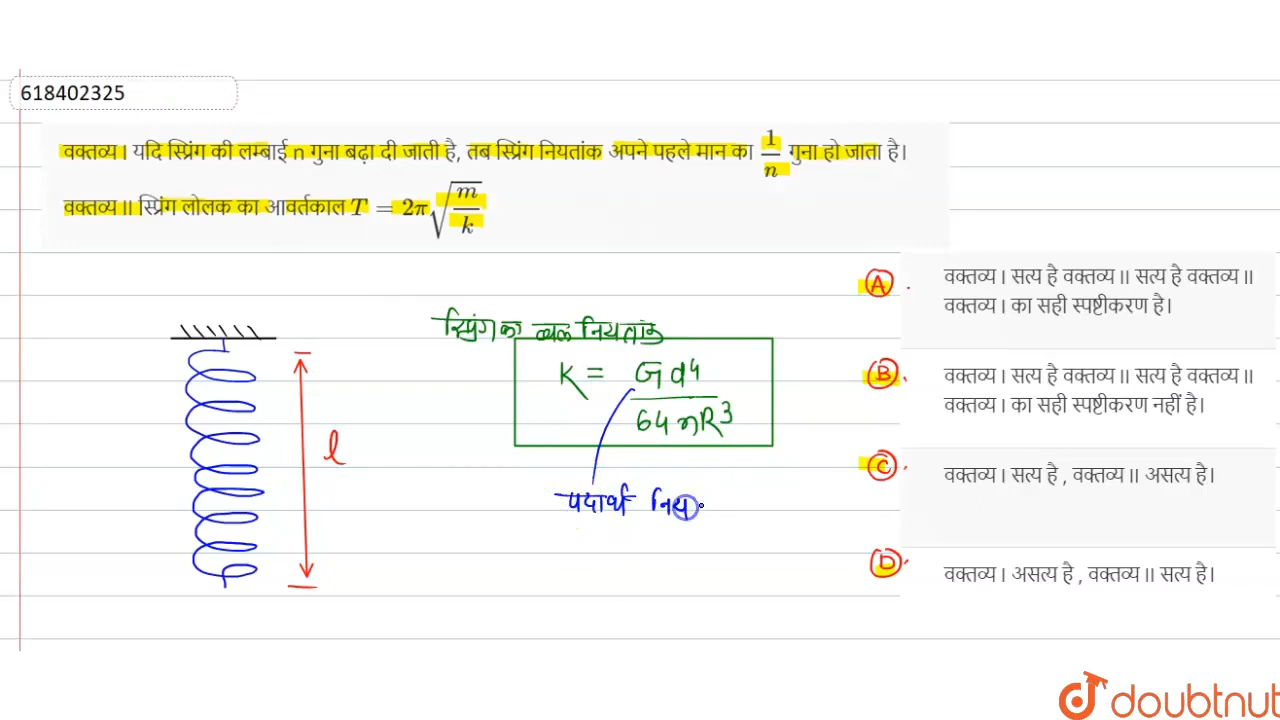 618402325
वक्तव्य I यदि स्प्रिंग की लम्बाई n गुना बढ़ा दी जाती है, तब स्प्रिंग नियतांक अपने पहले मान का 1/n गुना हो जाता है।
वक्तव्य II स्प्रिंग लोलक का आवर्तकाल T = 2π√(m/k)
A. वक्तव्य I सत्य है वक्तव्य II सत्य है वक्तव्य II
वक्तव्य I का सही स्पष्टीकरण है।
B. वक्तव्य I सत्य है वक्तव्य II सत्य है वक्तव्य II
वक्तव्य I का सही स्पष्टीकरण नहीं है।
C. वक्तव्य I सत्य है , वक्तव्य II असत्य है।
D. वक्तव्य I असत्य है , वक्तव्य II सत्य है।
स्प्रिंग का बल नियतांक
K = Gd⁴ / 64nR³
l
पदार्थ निय
doubtnut